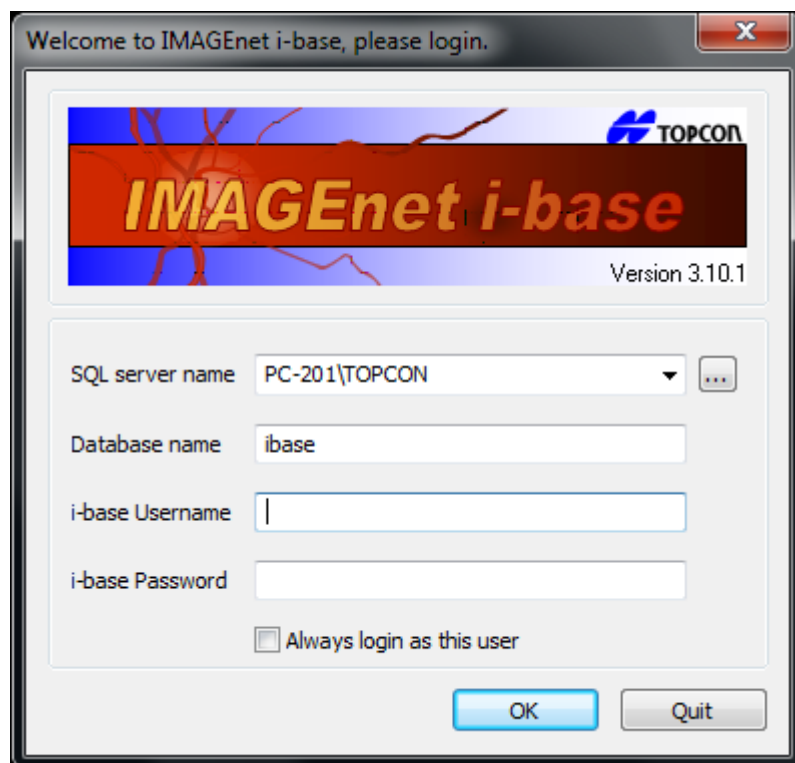 Welcome to IMAGEnet i-base, please login.
TOPCON
IMAGEnet i-base
Version 3.10.1
SQL server name PC-201\TOPCON ...
Database name ibase
i-base Username
i-base Password
Always login as this user
OK Quit